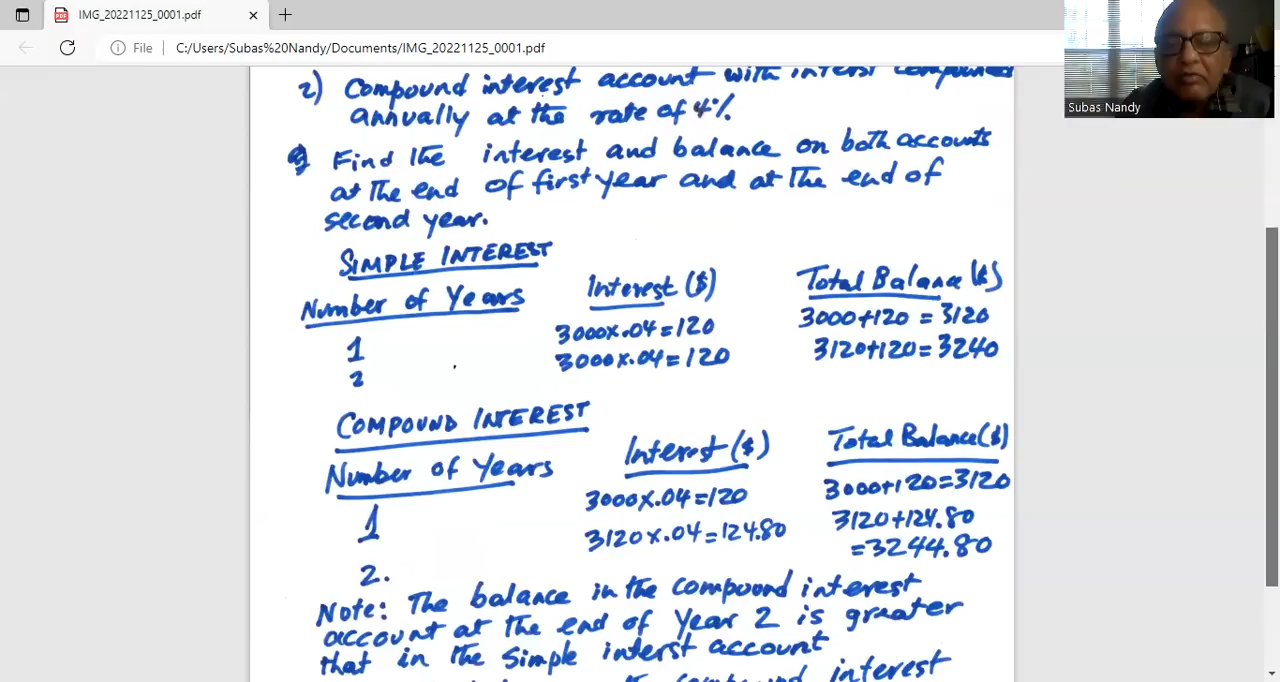 IMG_20221125_0001.pdf
File C:/Users/Subas%20Nandy/Documents/IMG_20221125_0001.pdf
Subas Nandy
2) Compound interest account with interst compounded
annually at the rate of 4%
Find the interest and balance on both accounts
at the end of first year and at the end of
second year.
SIMPLE INTEREST
Number of Years Interest ($) Total Balance ($)
1 3000x.04=120 3000+120=3120
2 3000x.04=120 3120+120=3240
COMPOUND INTEREST
Number of Years Interest ($) Total Balance($)
1 3000x.04=120 3000+120=3120
2. 3120x.04=124.80 3120+124.80
=3244.80
Note: The balance in the compound interest
account at the end of Year 2 is greater
that in the simple interst account
compound interest